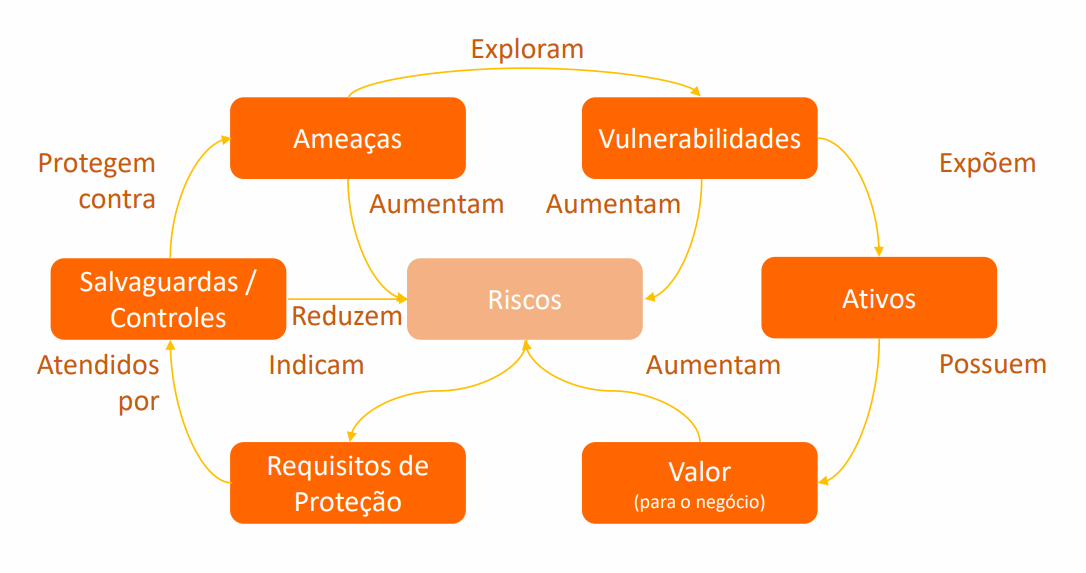 Exploram
Ameaças
Vulnerabilidades
Protegem
contra
Expõem
Aumentam
Aumentam
Salvaguardas /
Controles
Reduzem
Riscos
Ativos
Atendidos
por
Indicam
Aumentam
Possuem
Requisitos de
Proteção
Valor
(para o negócio)